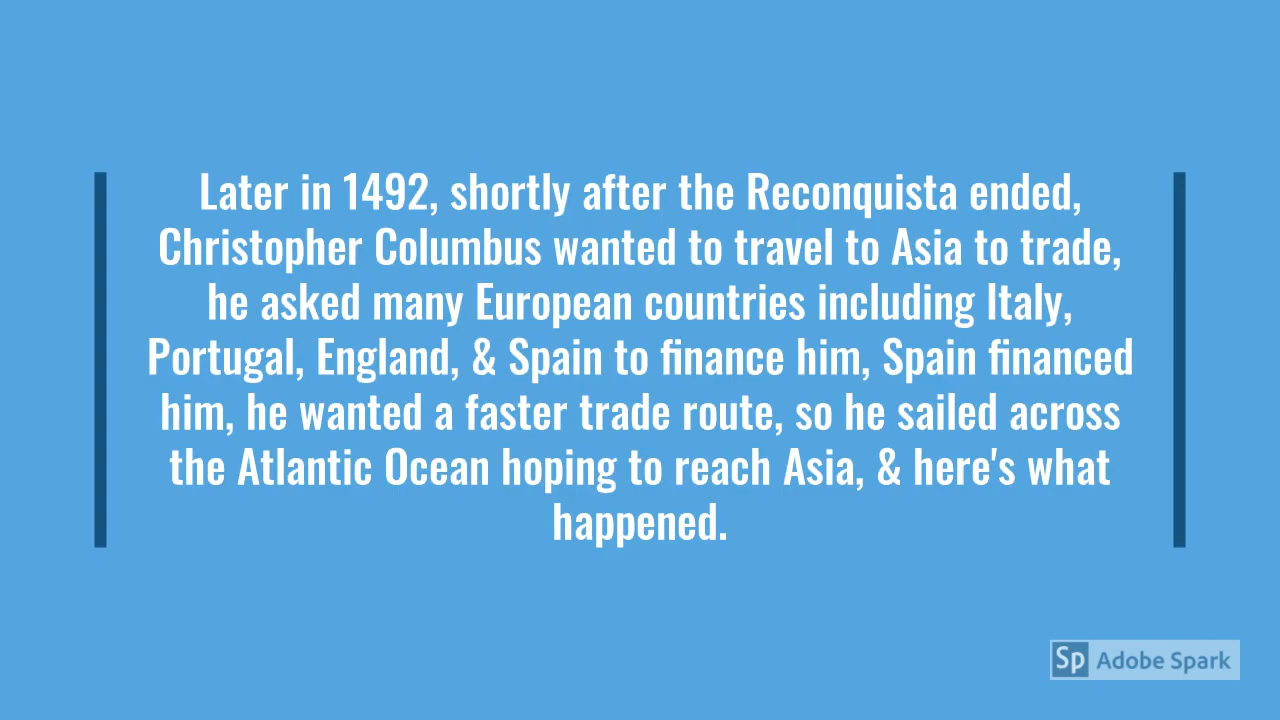 Later in 1492, shortly after the Reconquista ended,
Christopher Columbus wanted to travel to Asia to trade,
he asked many European countries including Italy,
Portugal, England, & Spain to finance him, Spain financed
him, he wanted a faster trade route, so he sailed across
the Atlantic Ocean hoping to reach Asia, & here's what
happened.
Sp Adobe Spark